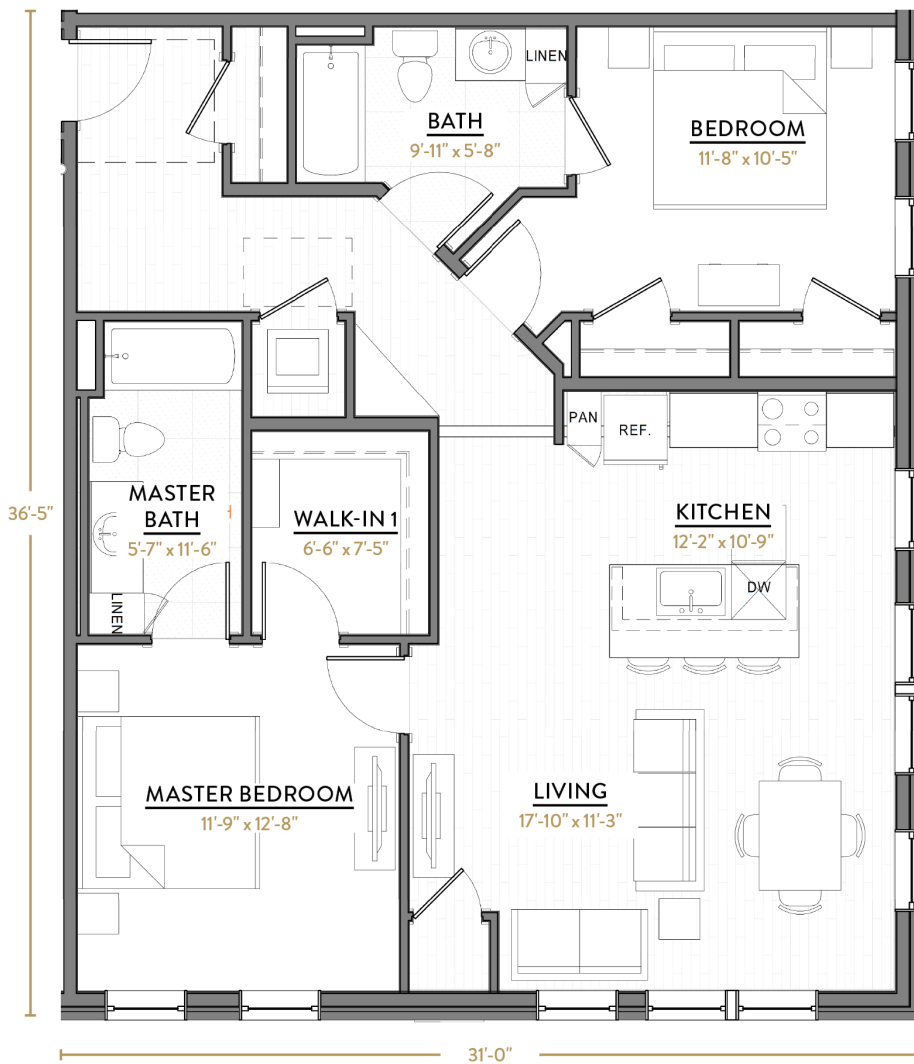 LINEN
BATH
9'-11" x 5'-8"
BEDROOM
11'-8" x 10'-5"
PAN
REF.
MASTER
BATH
5'-7" x 11'-6"
WALK-IN 1
6'-6" x 7'-5"
KITCHEN
12'-2" x 10'-9"
36'-5"
DW
LINEN
MASTER BEDROOM
11'-9" x 12'-8"
LIVING
17'-10" x 11'-3"
31'-0"